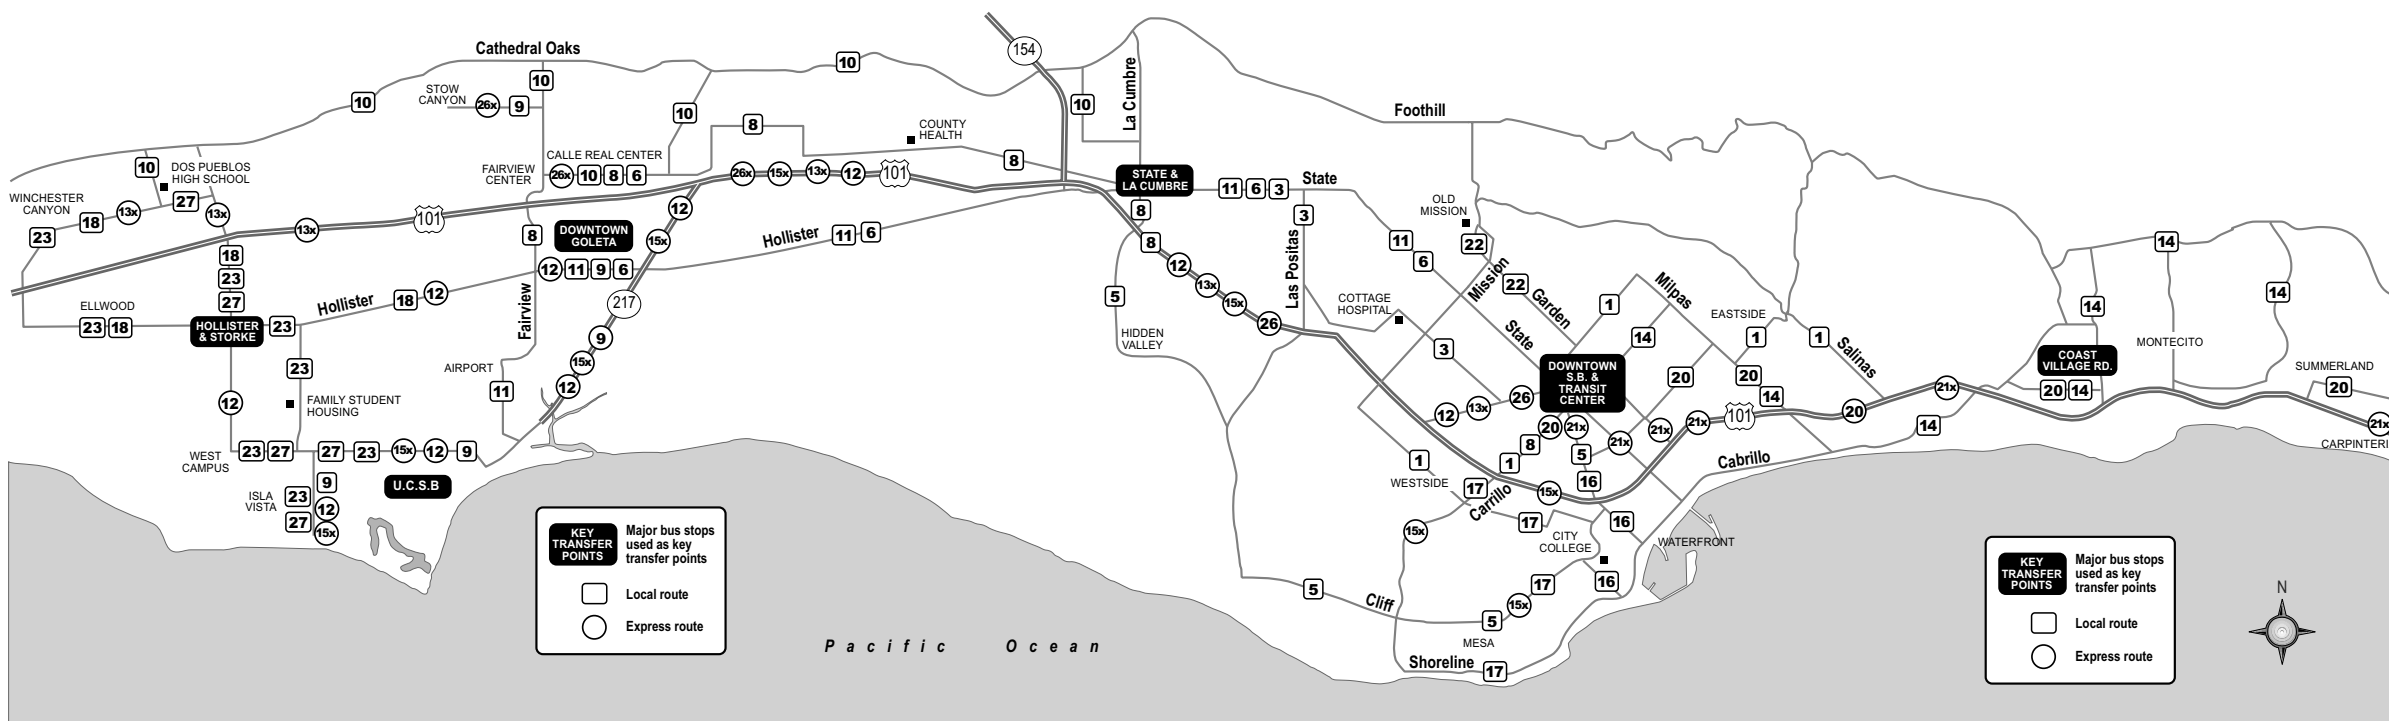 Cathedral Oaks
10
10
10
10
STOW
CANYON
26x
9
8
COUNTY
HEALTH
8
154
La Cumbre
10
Foothill
CALLE REAL CENTER
FAIRVIEW
CENTER
26x
10
8
6
26x
15x
13x
12
101
STATE &
LA CUMBRE
11
6
3
State
10
DOS PUEBLOS
HIGH SCHOOL
27
13x
WINCHESTER
CANYON
13x
18
23
13x
101
8
DOWNTOWN
GOLETA
12
15x
Hollister
11
6
8
8
12
13x
15x
26
3
Las Positas
11
6
OLD
MISSION
22
Mission
22
Garden
1
Milpas
14
14
18
23
27
12
11
9
6
ELLWOOD
23
18
HOLLISTER
& STORKE
23
Hollister
18
12
Fairview
217
9
15x
12
5
HIDDEN
VALLEY
COTTAGE
HOSPITAL
3
State
14
EASTSIDE
1
1
Salinas
14
COAST
VILLAGE RD.
20
14
MONTECITO
SUMMERLAND
20
21x
CARPINTERI
23
AIRPORT
11
12
FAMILY STUDENT
HOUSING
DOWNTOWN
S.B. &
TRANSIT
CENTER
20
20
14
12
13x
26
20
21x
21x
21x
21x
101
20
21x
14
WEST
CAMPUS
23
27
27
23
15x
12
9
U.C.S.B
ISLA
VISTA
23
27
9
12
15x
1
WESTSIDE
8
1
5
16
17
Carrillo
15x
Cabrillo
15x
17
16
CITY
COLLEGE
WATERFRONT
17
16
15x
5
Cliff
5
MESA
Shoreline
17
KEY
TRANSFER
POINTS
Major bus stops
used as key
transfer points
Local route
Express route
Pacific Ocean
KEY
TRANSFER
POINTS
Major bus stops
used as key
transfer points
Local route
Express route
N